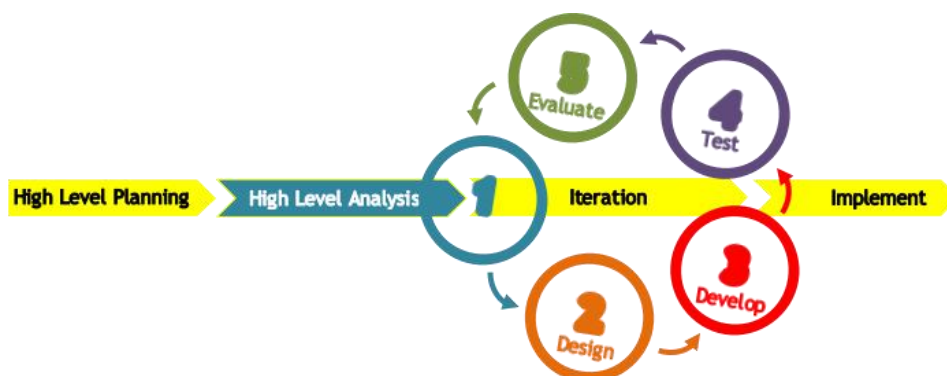 5
Evaluate
4
Test
High Level Planning
High Level Analysis
1
Iteration
Implement
3
Develop
2
Design